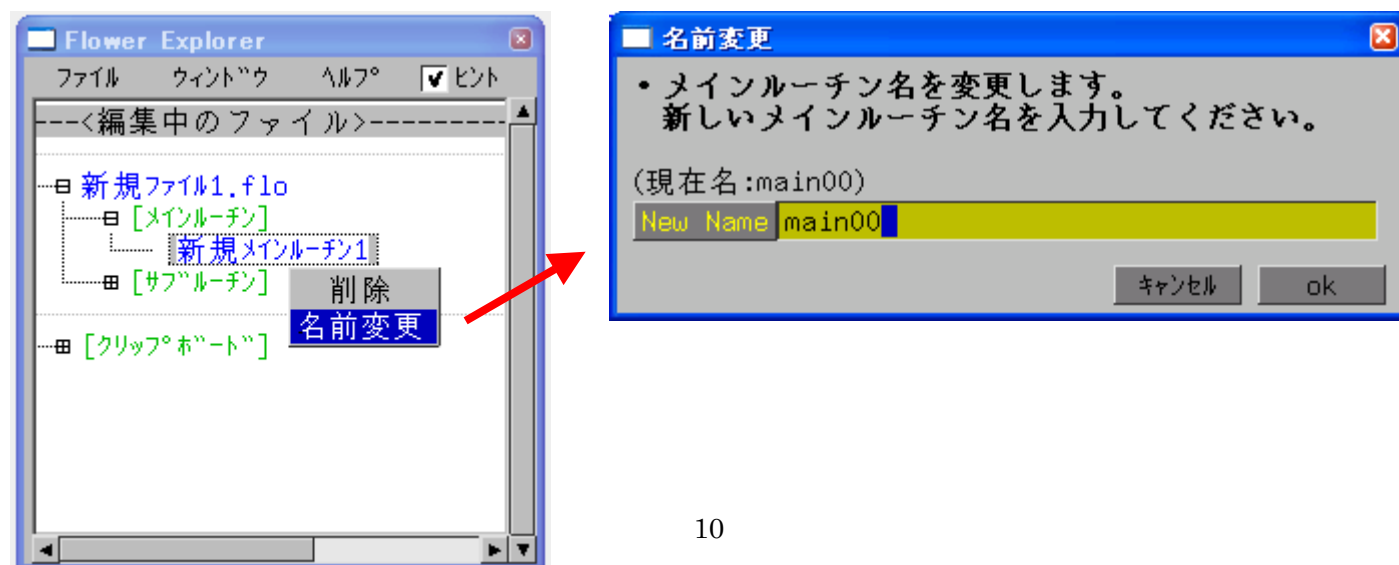 Flower Explorer
ファイル ウィンドウ ヘルプ ヒント
---<編集中のファイル>---------
新規ファイル1.flo
[メインルーチン]
新規メインルーチン1
[サブルーチン]
[クリップボード]
削除
名前変更
名前変更
・メインルーチン名を変更します。
新しいメインルーチン名を入力してください。
(現在名:main00)
New Name main00
キャンセル ok
10